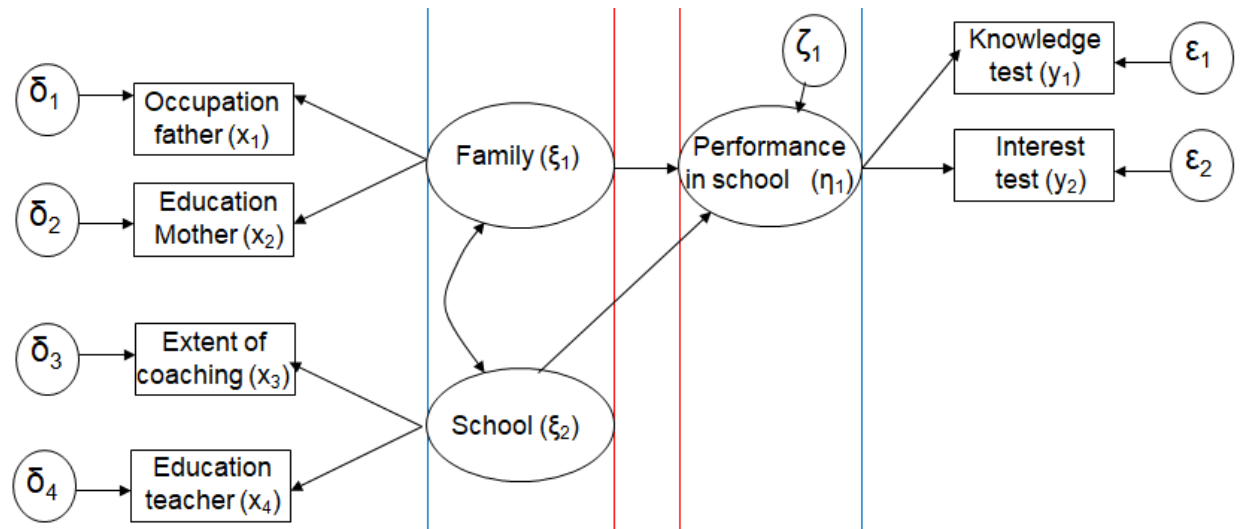 δ₁
Occupation
father (x₁)
δ₂
Education
Mother (x₂)
δ₃
Extent of
coaching (x₃)
δ₄
Education
teacher (x₄)
Family (ξ₁)
School (ξ₂)
ζ₁
Performance
in school (η₁)
Knowledge
test (y₁)
ε₁
Interest
test (y₂)
ε₂